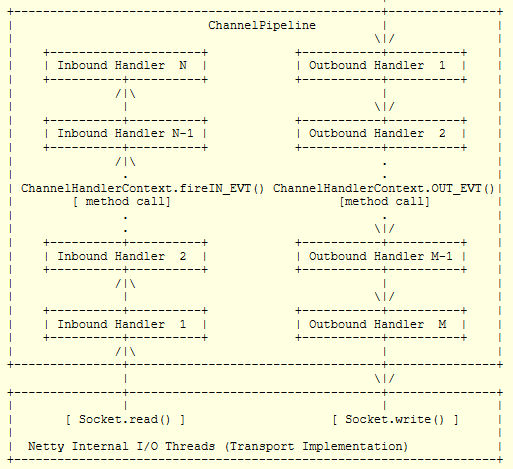 ChannelPipeline
Inbound Handler N Outbound Handler 1
Inbound Handler N-1 Outbound Handler 2
ChannelHandlerContext.fireIN_EVT() ChannelHandlerContext.OUT_EVT()
[ method call] [method call]
Inbound Handler 2 Outbound Handler M-1
Inbound Handler 1 Outbound Handler M
[ Socket.read() ] [ Socket.write() ]
Netty Internal I/O Threads (Transport Implementation)